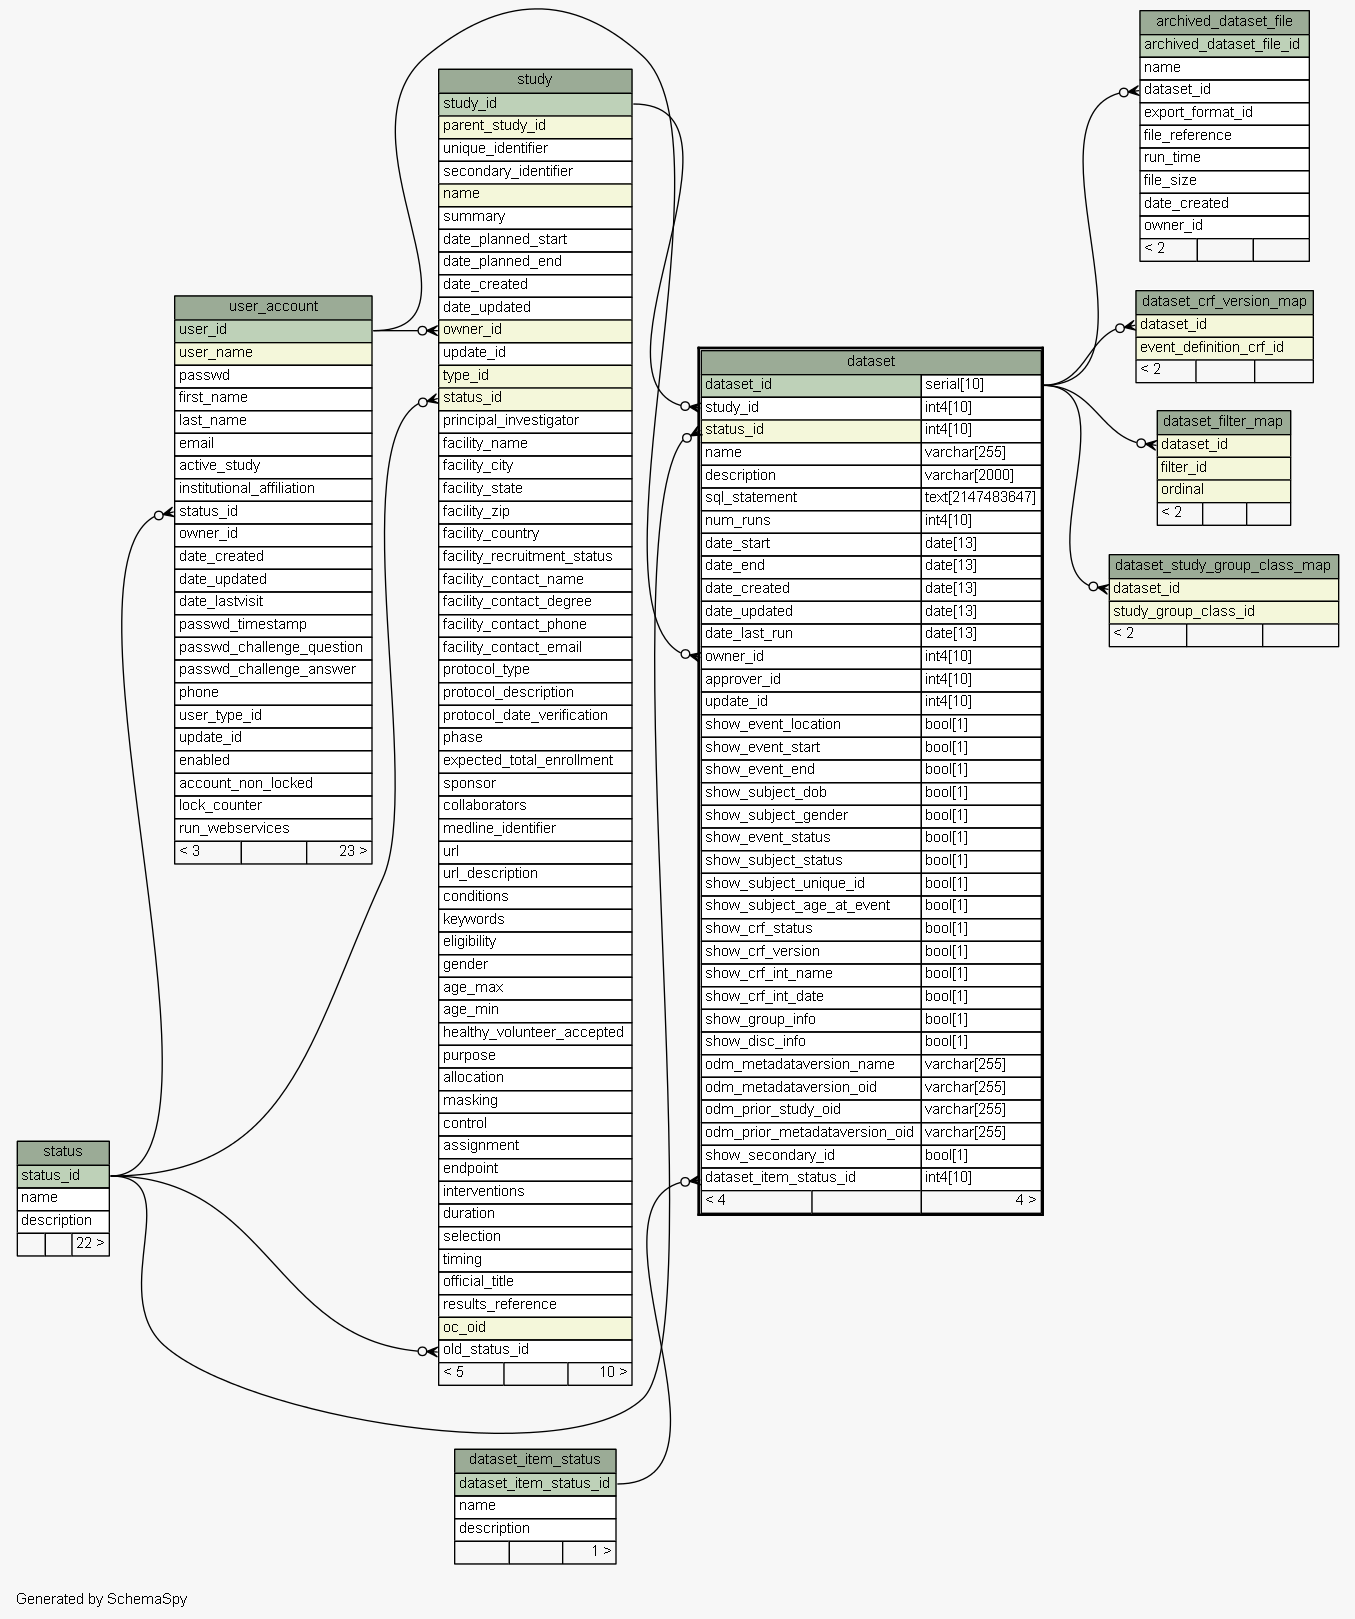 archived_dataset_file
archived_dataset_file_id
name
dataset_id
export_format_id
file_reference
run_time
file_size
date_created
owner_id
< 2
study
study_id
parent_study_id
unique_identifier
secondary_identifier
name
summary
date_planned_start
date_planned_end
date_created
date_updated
owner_id
update_id
type_id
status_id
principal_investigator
facility_name
facility_city
facility_state
facility_zip
facility_country
facility_recruitment_status
facility_contact_name
facility_contact_degree
facility_contact_phone
facility_contact_email
protocol_type
protocol_description
protocol_date_verification
phase
expected_total_enrollment
sponsor
collaborators
medline_identifier
url
url_description
conditions
keywords
eligibility
gender
age_max
age_min
healthy_volunteer_accepted
purpose
allocation
masking
control
assignment
endpoint
interventions
duration
selection
timing
official_title
results_reference
oc_oid
old_status_id
< 5 10 >
user_account
user_id
user_name
passwd
first_name
last_name
email
active_study
institutional_affiliation
status_id
owner_id
date_created
date_updated
date_lastvisit
passwd_timestamp
passwd_challenge_question
passwd_challenge_answer
phone
user_type_id
update_id
enabled
account_non_locked
lock_counter
run_webservices
< 3 23 >
dataset_crf_version_map
dataset_id
event_definition_crf_id
< 2
dataset
dataset_id serial[10]
study_id int4[10]
status_id int4[10]
name varchar[255]
description varchar[2000]
sql_statement text[2147483647]
num_runs int4[10]
date_start date[13]
date_end date[13]
date_created date[13]
date_updated date[13]
date_last_run date[13]
owner_id int4[10]
approver_id int4[10]
update_id int4[10]
show_event_location bool[1]
show_event_start bool[1]
show_event_end bool[1]
show_subject_dob bool[1]
show_subject_gender bool[1]
show_event_status bool[1]
show_subject_status bool[1]
show_subject_unique_id bool[1]
show_subject_age_at_event bool[1]
show_crf_status bool[1]
show_crf_version bool[1]
show_crf_int_name bool[1]
show_crf_int_date bool[1]
show_group_info bool[1]
show_disc_info bool[1]
odm_metadataversion_name varchar[255]
odm_metadataversion_oid varchar[255]
odm_prior_study_oid varchar[255]
odm_prior_metadataversion_oid varchar[255]
show_secondary_id bool[1]
dataset_item_status_id int4[10]
< 4 4 >
dataset_filter_map
dataset_id
filter_id
ordinal
< 2
dataset_study_group_class_map
dataset_id
study_group_class_id
< 2
status
status_id
name
description
22 >
dataset_item_status
dataset_item_status_id
name
description
1 >
Generated by SchemaSpy